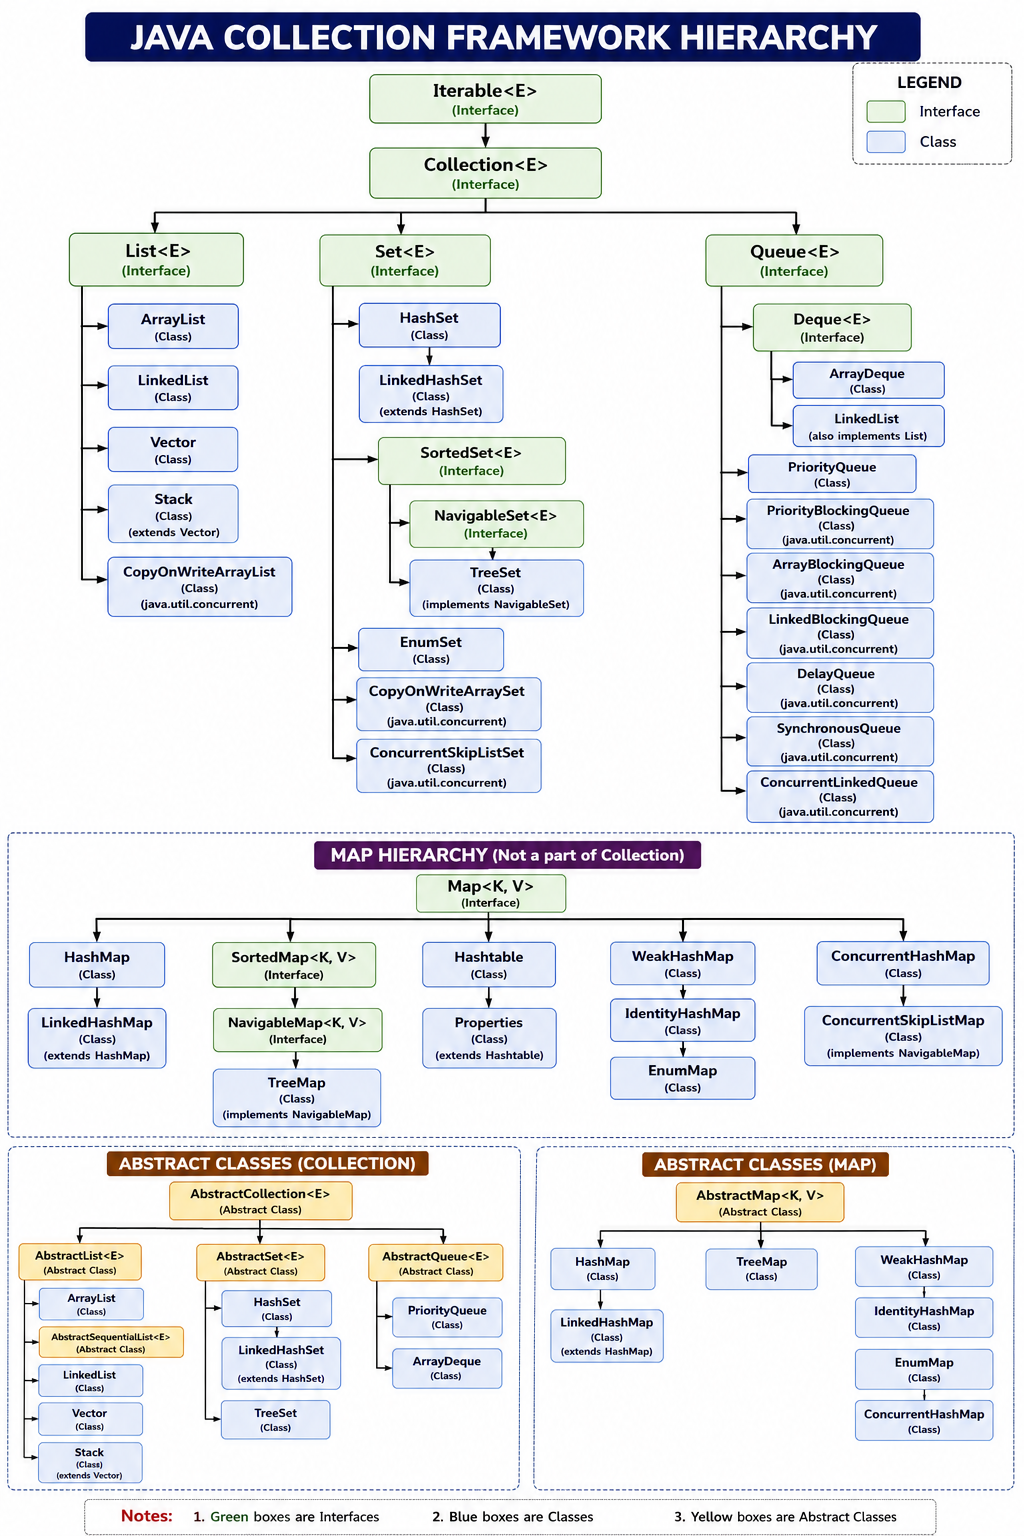 JAVA COLLECTION FRAMEWORK HIERARCHY
LEGEND
Interface
Class
Iterable<E>
(Interface)
Collection<E>
(Interface)
List<E>
(Interface)
ArrayList
(Class)
LinkedList
(Class)
Vector
(Class)
Stack
(Class)
(extends Vector)
CopyOnWriteArrayList
(Class)
(java.util.concurrent)
Set<E>
(Interface)
HashSet
(Class)
LinkedHashSet
(Class)
(extends HashSet)
SortedSet<E>
(Interface)
NavigableSet<E>
(Interface)
TreeSet
(Class)
(implements NavigableSet)
EnumSet
(Class)
CopyOnWriteArraySet
(Class)
(java.util.concurrent)
ConcurrentSkipListSet
(Class)
(java.util.concurrent)
Queue<E>
(Interface)
Deque<E>
(Interface)
ArrayDeque
(Class)
LinkedList
(also implements List)
PriorityQueue
(Class)
PriorityBlockingQueue
(Class)
(java.util.concurrent)
ArrayBlockingQueue
(Class)
(java.util.concurrent)
LinkedBlockingQueue
(Class)
(java.util.concurrent)
DelayQueue
(Class)
(java.util.concurrent)
SynchronousQueue
(Class)
(java.util.concurrent)
ConcurrentLinkedQueue
(Class)
(java.util.concurrent)
MAP HIERARCHY (Not a part of Collection)
Map<K, V>
(Interface)
HashMap
(Class)
LinkedHashMap
(Class)
(extends HashMap)
SortedMap<K, V>
(Interface)
NavigableMap<K, V>
(Interface)
TreeMap
(Class)
(implements NavigableMap)
Hashtable
(Class)
Properties
(Class)
(extends Hashtable)
WeakHashMap
(Class)
IdentityHashMap
(Class)
EnumMap
(Class)
ConcurrentHashMap
(Class)
ConcurrentSkipListMap
(Class)
(implements NavigableMap)
ABSTRACT CLASSES (COLLECTION)
AbstractCollection<E>
(Abstract Class)
AbstractList<E>
(Abstract Class)
ArrayList
(Class)
AbstractSequentialList<E>
(Abstract Class)
LinkedList
(Class)
Vector
(Class)
Stack
(Class)
(extends Vector)
AbstractSet<E>
(Abstract Class)
HashSet
(Class)
LinkedHashSet
(Class)
(extends HashSet)
TreeSet
(Class)
AbstractQueue<E>
(Abstract Class)
PriorityQueue
(Class)
ArrayDeque
(Class)
ABSTRACT CLASSES (MAP)
AbstractMap<K, V>
(Abstract Class)
HashMap
(Class)
LinkedHashMap
(Class)
(extends HashMap)
TreeMap
(Class)
WeakHashMap
(Class)
IdentityHashMap
(Class)
EnumMap
(Class)
ConcurrentHashMap
(Class)
Notes: 1. Green boxes are Interfaces 2. Blue boxes are Classes 3. Yellow boxes are Abstract Classes